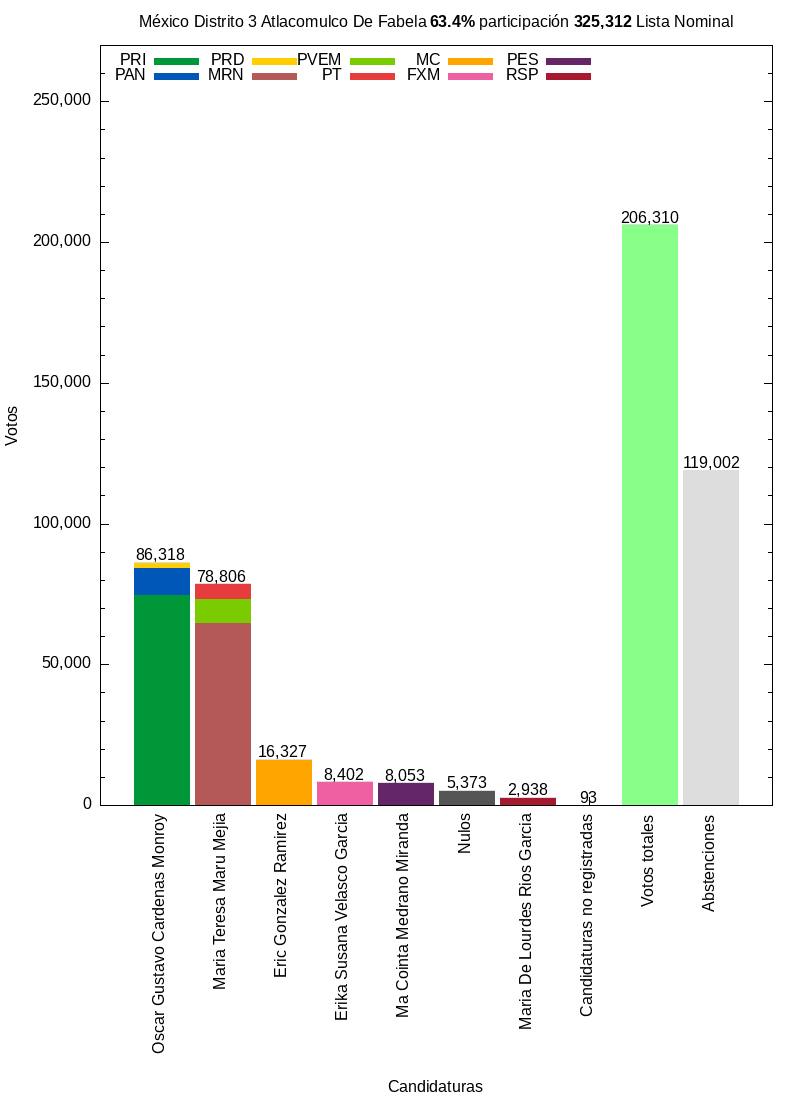 México Distrito 3 Atlacomulco De Fabela 63.4% participación 325,312 Lista Nominal
PRI PRD PVEM MC PES
PAN MRN PT FXM RSP
250,000
200,000
150,000
100,000
50,000
0
Votos
86,318
78,806
16,327
8,402
8,053
5,373
2,938
93
206,310
119,002
Oscar Gustavo Cardenas Monroy
Maria Teresa Maru Mejia
Eric Gonzalez Ramirez
Erika Susana Velasco Garcia
Ma Cointa Medrano Miranda
Nulos
Maria De Lourdes Rios Garcia
Candidaturas no registradas
Votos totales
Abstenciones
Candidaturas